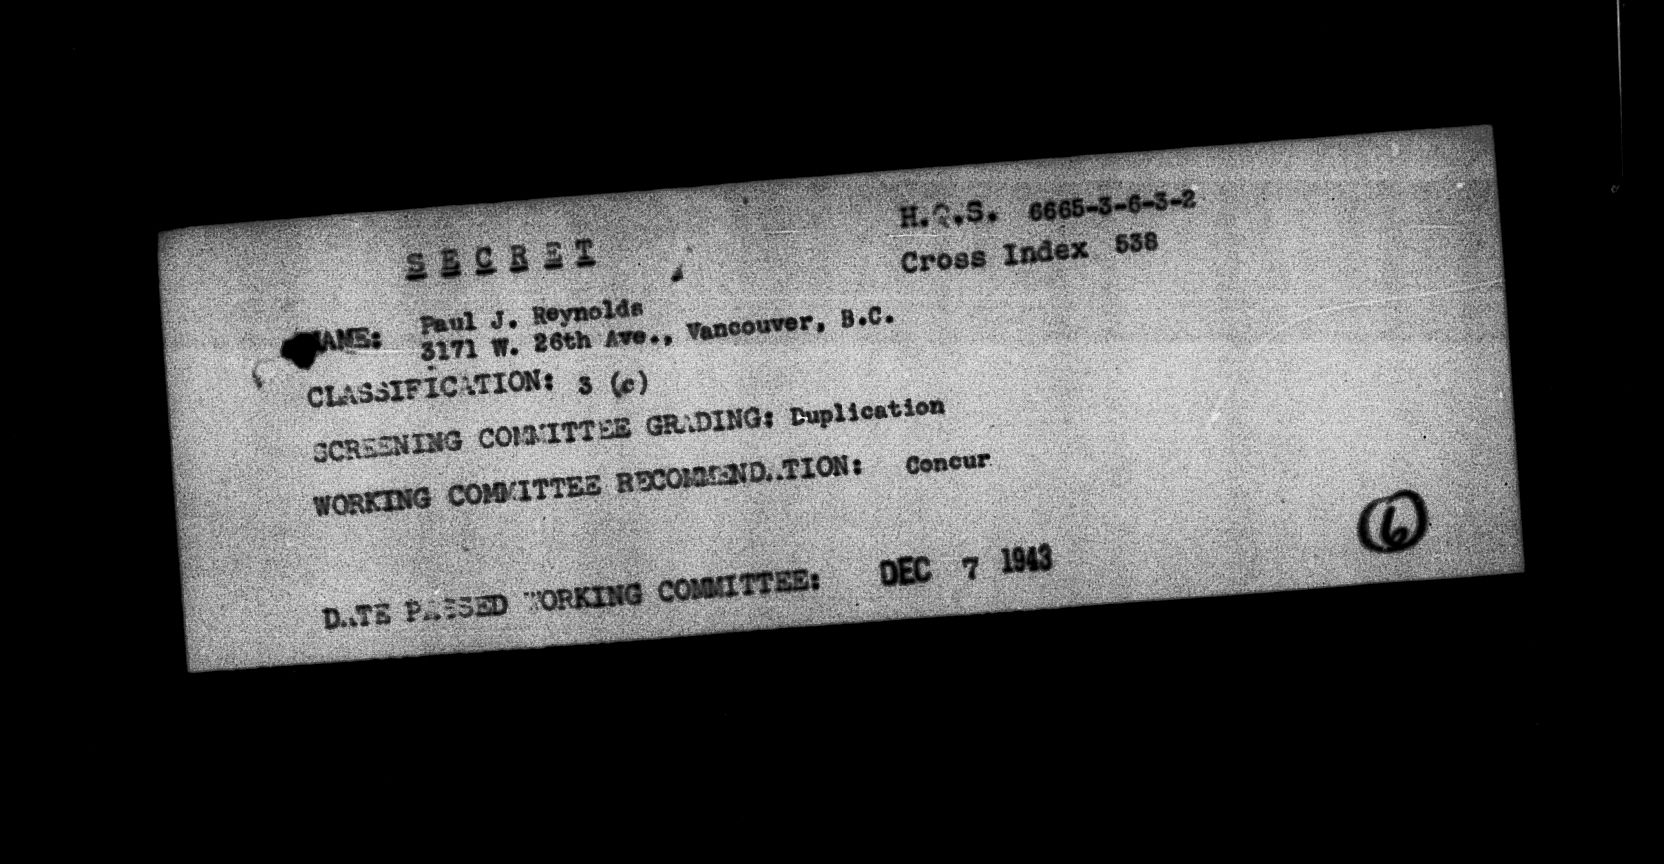 H.Q.S. 6665-3-6-3-2
SECRET
Cross Index 538
NAME: Paul J. Reynolds
3171 W. 26th Ave., Vancouver, B.C.
CLASSIFICATION: 3 (c)
SCREENING COMMITTEE GRADING: Duplication
WORKING COMMITTEE RECOMMENDATION: Concur
6
DATE PASSED WORKING COMMITTEE: DEC 7 1943